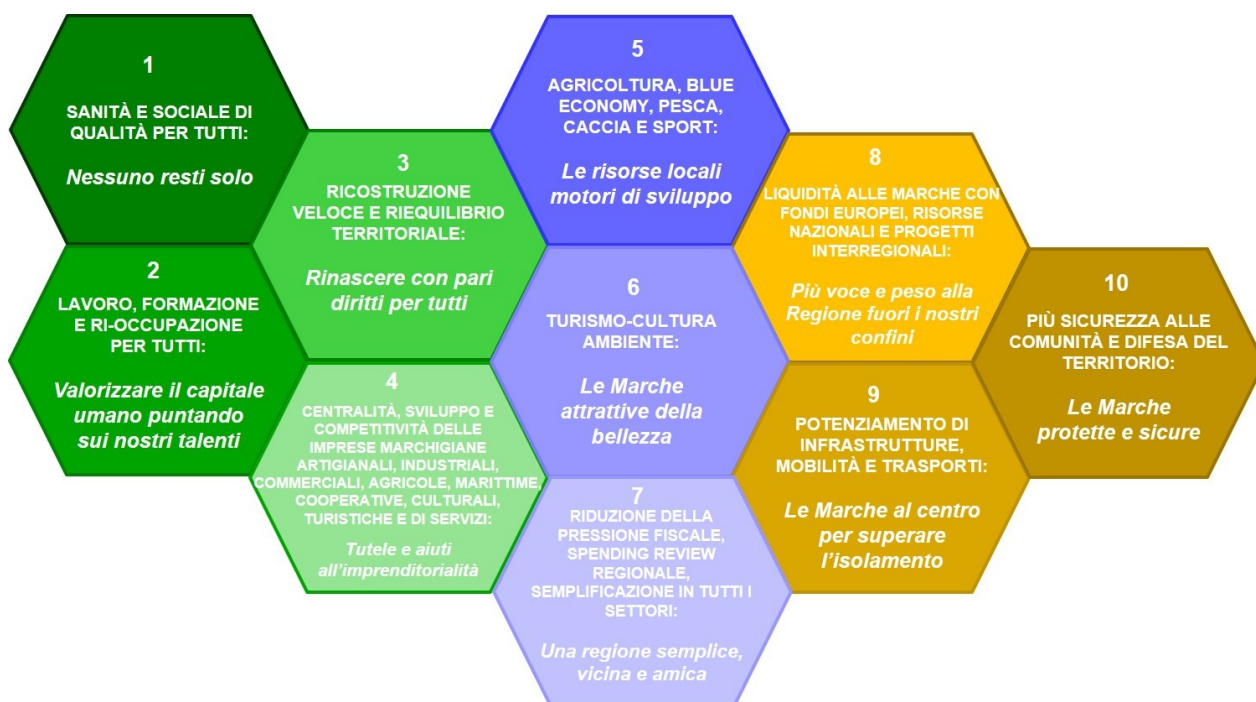 1
SANITÀ E SOCIALE DI
QUALITÀ PER TUTTI:
Nessuno resti solo
2
LAVORO, FORMAZIONE
E RI-OCCUPAZIONE
PER TUTTI:
Valorizzare il capitale
umano puntando
sui nostri talenti
3
RICOSTRUZIONE
VELOCE E RIEQUILIBRIO
TERRITORIALE:
Rinascere con pari
diritti per tutti
4
CENTRALITÀ, SVILUPPO E
COMPETITIVITÀ DELLE
IMPRESE MARCHIGIANE
ARTIGIANALI, INDUSTRIALI,
COMMERCIALI, AGRICOLE, MARITTIME,
COOPERATIVE, CULTURALI,
TURISTICHE E DI SERVIZI:
Tutele e aiuti
all'imprenditorialità
5
AGRICOLTURA, BLUE
ECONOMY, PESCA,
CACCIA E SPORT:
Le risorse locali
motori di sviluppo
6
TURISMO-CULTURA
AMBIENTE:
Le Marche
attrattive della
bellezza
7
RIDUZIONE DELLA
PRESSIONE FISCALE,
SPENDING REVIEW
REGIONALE,
SEMPLIFICAZIONE IN TUTTI I
SETTORI:
Una regione semplice,
vicina e amica
8
LIQUIDITÀ ALLE MARCHE CON
FONDI EUROPEI, RISORSE
NAZIONALI E PROGETTI
INTERREGIONALI:
Più voce e peso alla
Regione fuori i nostri
confini
9
POTENZIAMENTO DI
INFRASTRUTTURE,
MOBILITÀ E TRASPORTI:
Le Marche al centro
per superare
l'isolamento
10
PIÙ SICUREZZA ALLE
COMUNITÀ E DIFESA DEL
TERRITORIO:
Le Marche
protette e sicure